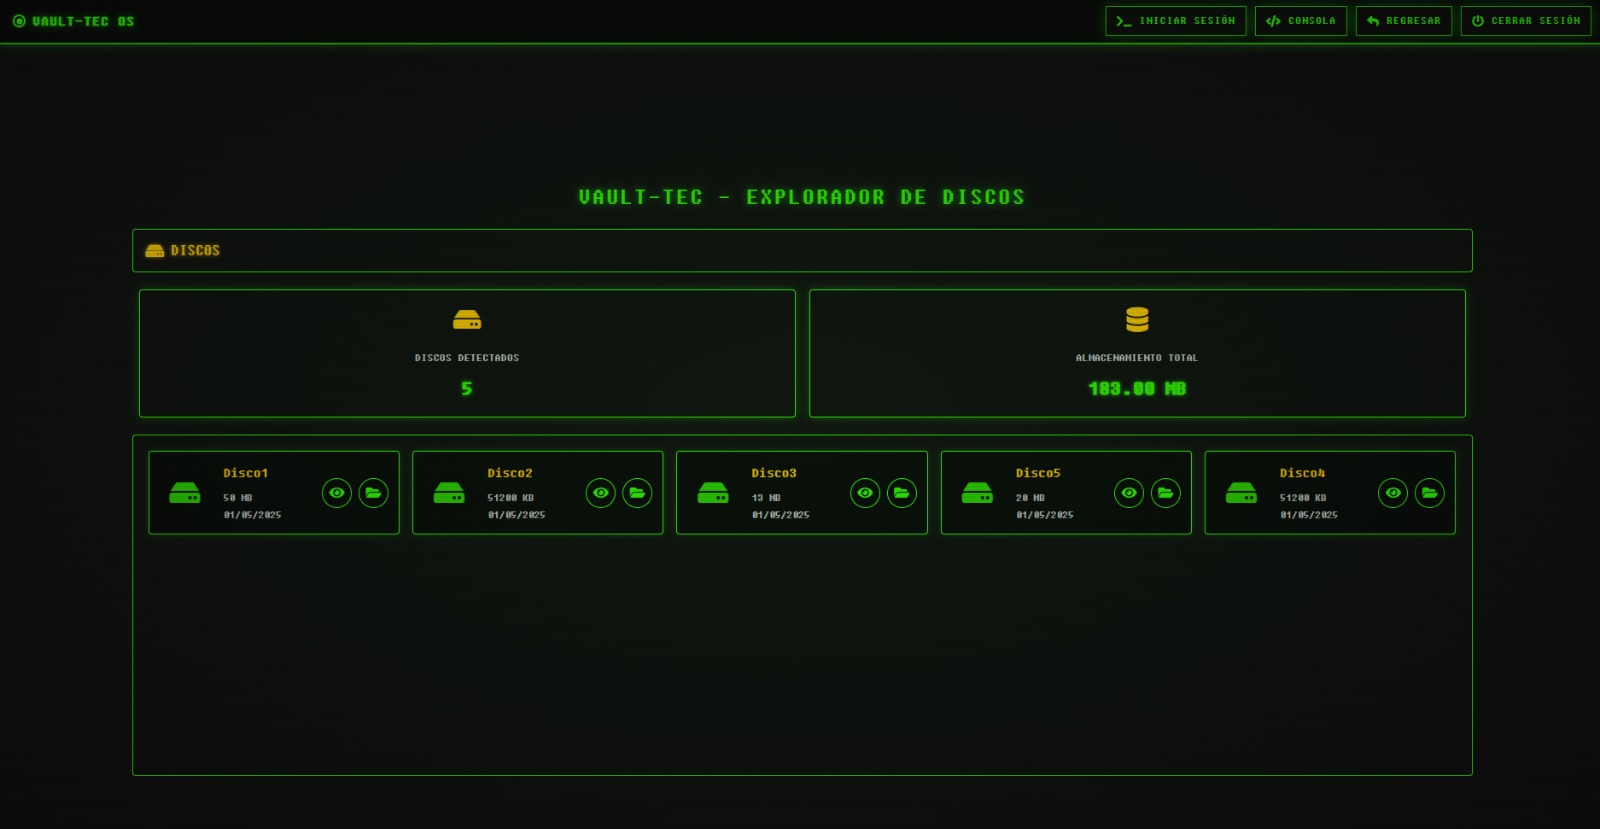 VAULT-TEC OS
INICIAR SESIÓN
CONSOLA
REGRESAR
CERRAR SESIÓN
VAULT-TEC - EXPLORADOR DE DISCOS
DISCOS
DISCOS DETECTADOS
5
ALMACENAMIENTO TOTAL
183.00 MB
Disco1
50 MB
01/05/2025
Disco2
51200 KB
01/05/2025
Disco3
13 MB
01/05/2025
Disco5
20 MB
01/05/2025
Disco4
51200 KB
01/05/2025